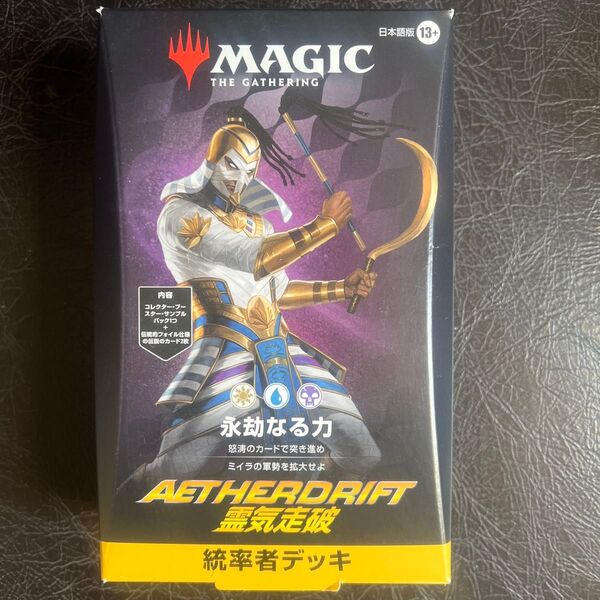 日本語版 13+
MAGIC
THE GATHERING
内容
コレクター・ブー
スター・サンプル
パック1つ
+
伝統的フォイル仕様
の伝説のカード2枚
永劫なる力
怒涛のカードで突き進め
ミイラの軍勢を拡大せよ
AETHERDRIFT
霊気走破
統率者デッキ